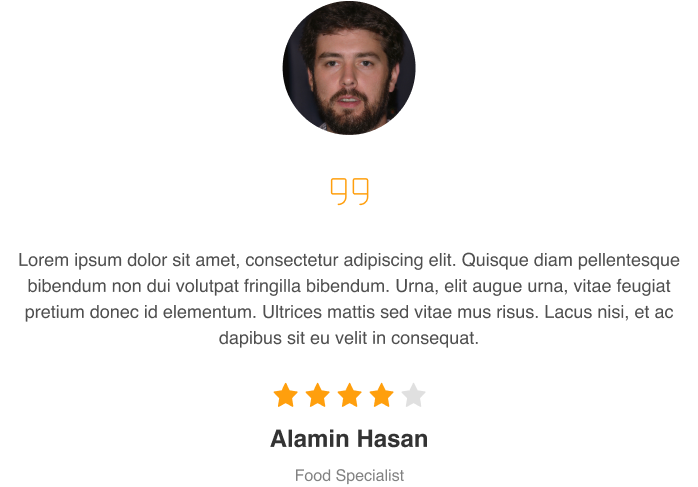 Lorem ipsum dolor sit amet, consectetur adipiscing elit. Quisque diam pellentesque
bibendum non dui volutpat fringilla bibendum. Urna, elit augue urna, vitae feugiat
pretium donec id elementum. Ultrices mattis sed vitae mus risus. Lacus nisi, et ac
dapibus sit eu velit in consequat.
Alamin Hasan
Food Specialist